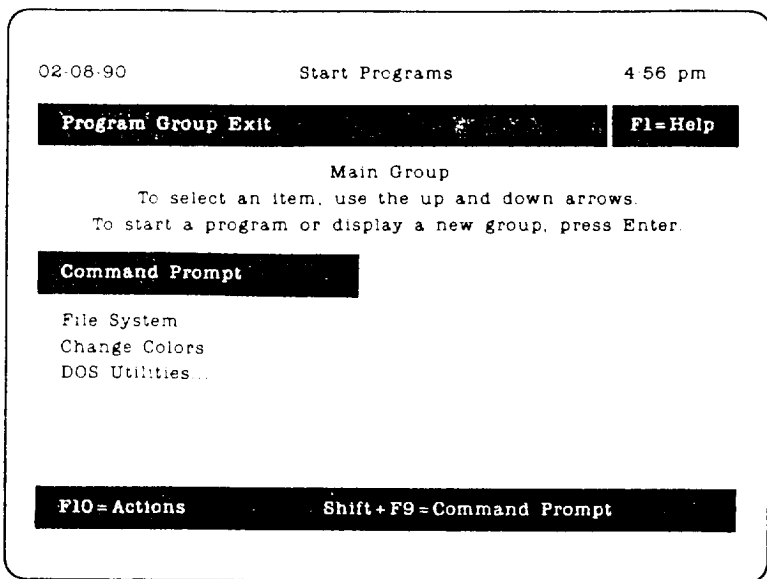 02-08-90 Start Programs 4:56 pm
Program Group Exit F1=Help
Main Group
To select an item, use the up and down arrows.
To start a program or display a new group, press Enter.
Command Prompt
File System
Change Colors
DOS Utilities...
F10=Actions Shift+F9=Command Prompt